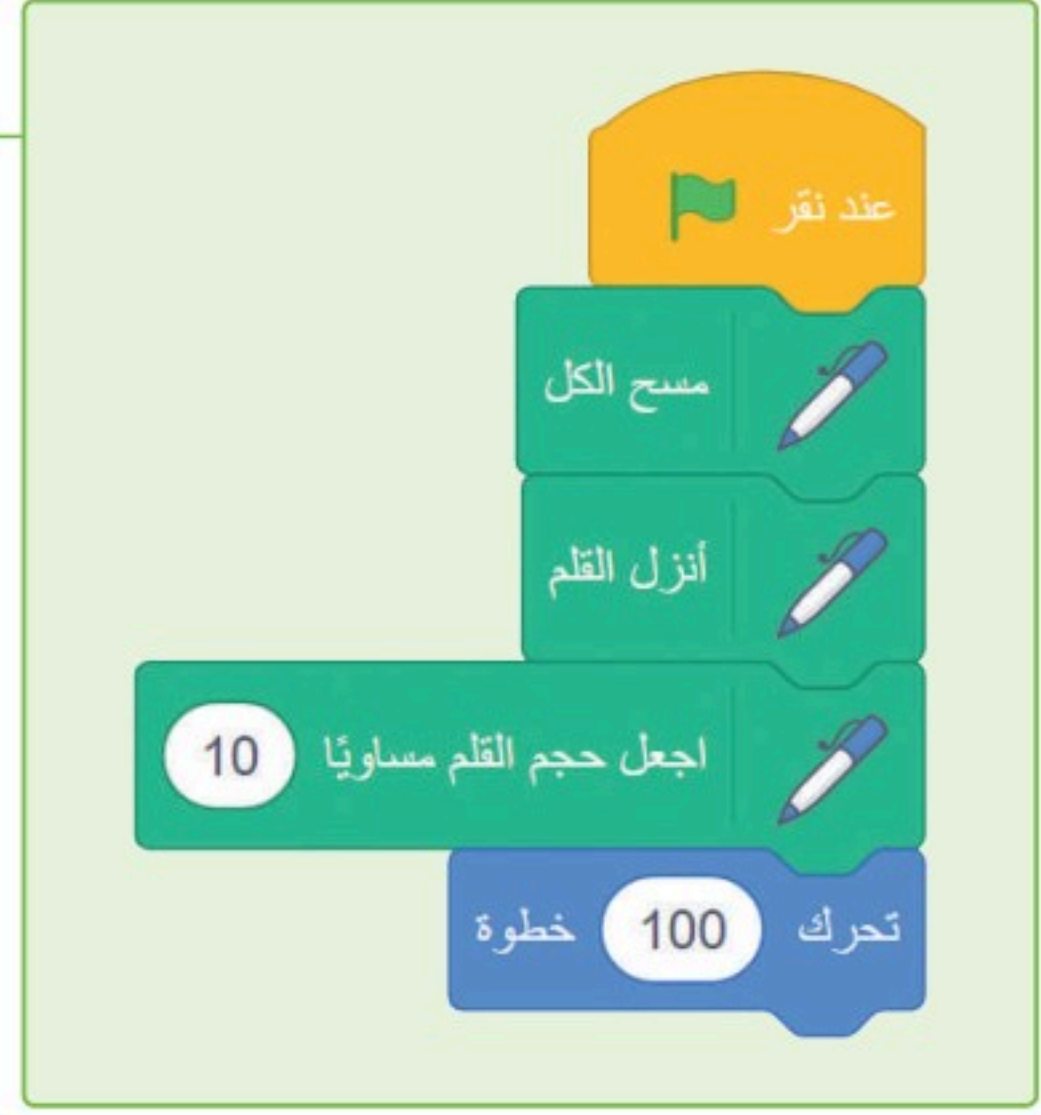 عند نقر
مسح الكل
أنزل القلم
اجعل حجم القلم مساويًا 10
تحرك 100 خطوة